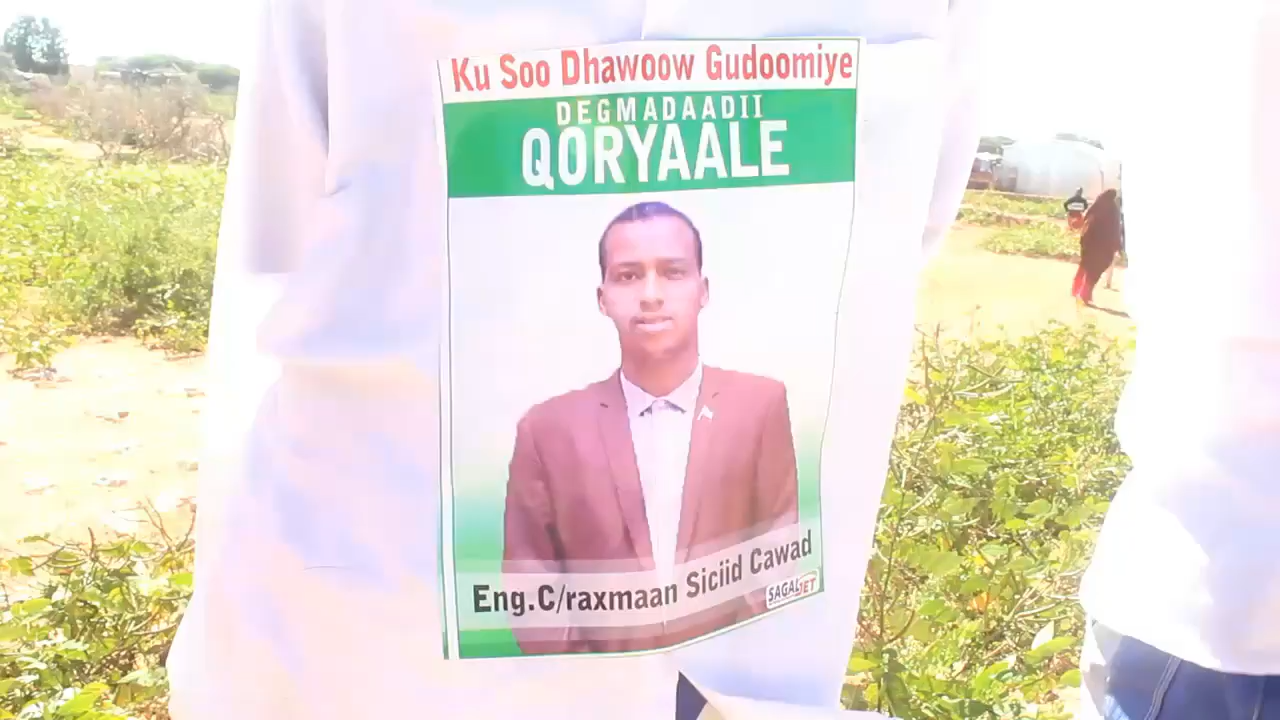 Ku Soo Dhawoow Gudoomiye
DEGMADAADII
QORYAALE
Eng.C/raxmaan Siciid Cawad
SAGALJET